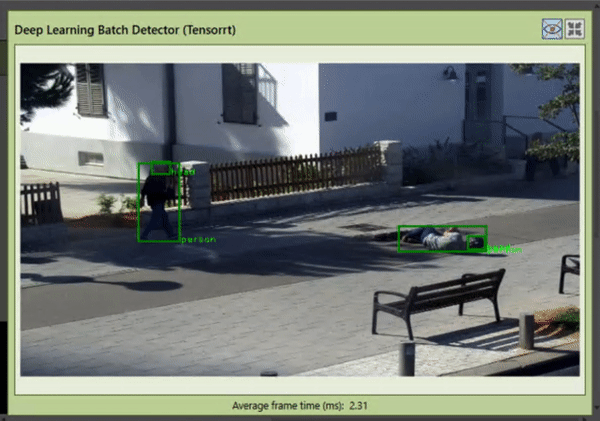 Deep Learning Batch Detector (Tensorrt)
head
person
Average frame time (ms): 2.31